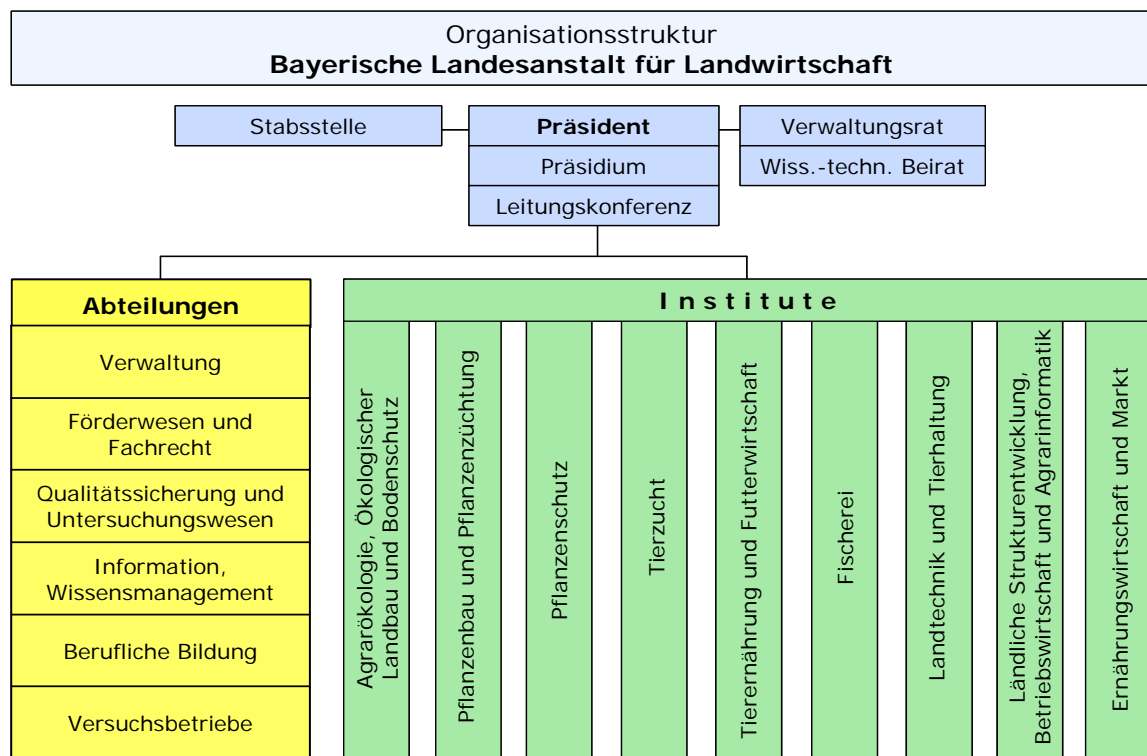 Organisationsstruktur
Bayerische Landesanstalt für Landwirtschaft
Stabsstelle
Präsident
Verwaltungsrat
Präsidium
Wiss.-techn. Beirat
Leitungskonferenz
Abteilungen
Verwaltung
Förderwesen und
Fachrecht
Qualitätssicherung und
Untersuchungswesen
Information,
Wissensmanagement
Berufliche Bildung
Versuchsbetriebe
Institute
Agrarökologie, Ökologischer
Landbau und Bodenschutz
Pflanzenbau und Pflanzenzüchtung
Pflanzenschutz
Tierzucht
Tierernährung und Futterwirtschaft
Fischerei
Landtechnik und Tierhaltung
Ländliche Strukturentwicklung,
Betriebswirtschaft und Agrarinformatik
Ernährungswirtschaft und Markt